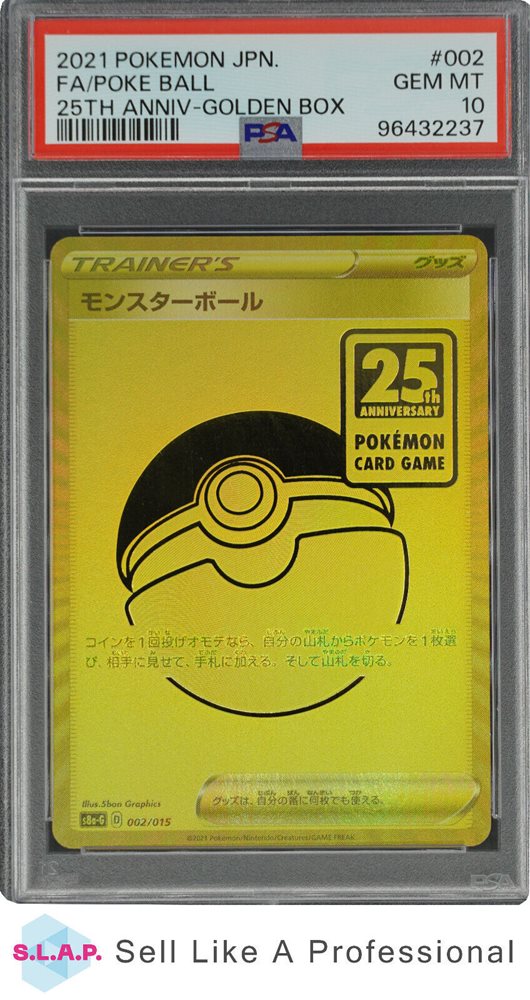 2021 POKEMON JPN. #002
FA/POKE BALL GEM MT
25TH ANNIV-GOLDEN BOX 10
PSA 96432237
TRAINER'S グッズ
モンスターボール
25th
ANNIVERSARY
POKÉMON
CARD GAME
コインを1回投げオモテなら、自分の山札からポケモンを1枚選
び、相手に見せて、手札に加える。そして山札を切る。
Illus. 5ban Graphics
グッズは、自分の番に何枚でも使える。
s8a-G D 002/015
©2021 Pokémon/Nintendo/Creatures/GAME FREAK
PSA
S.L.A.P. Sell Like A Professional